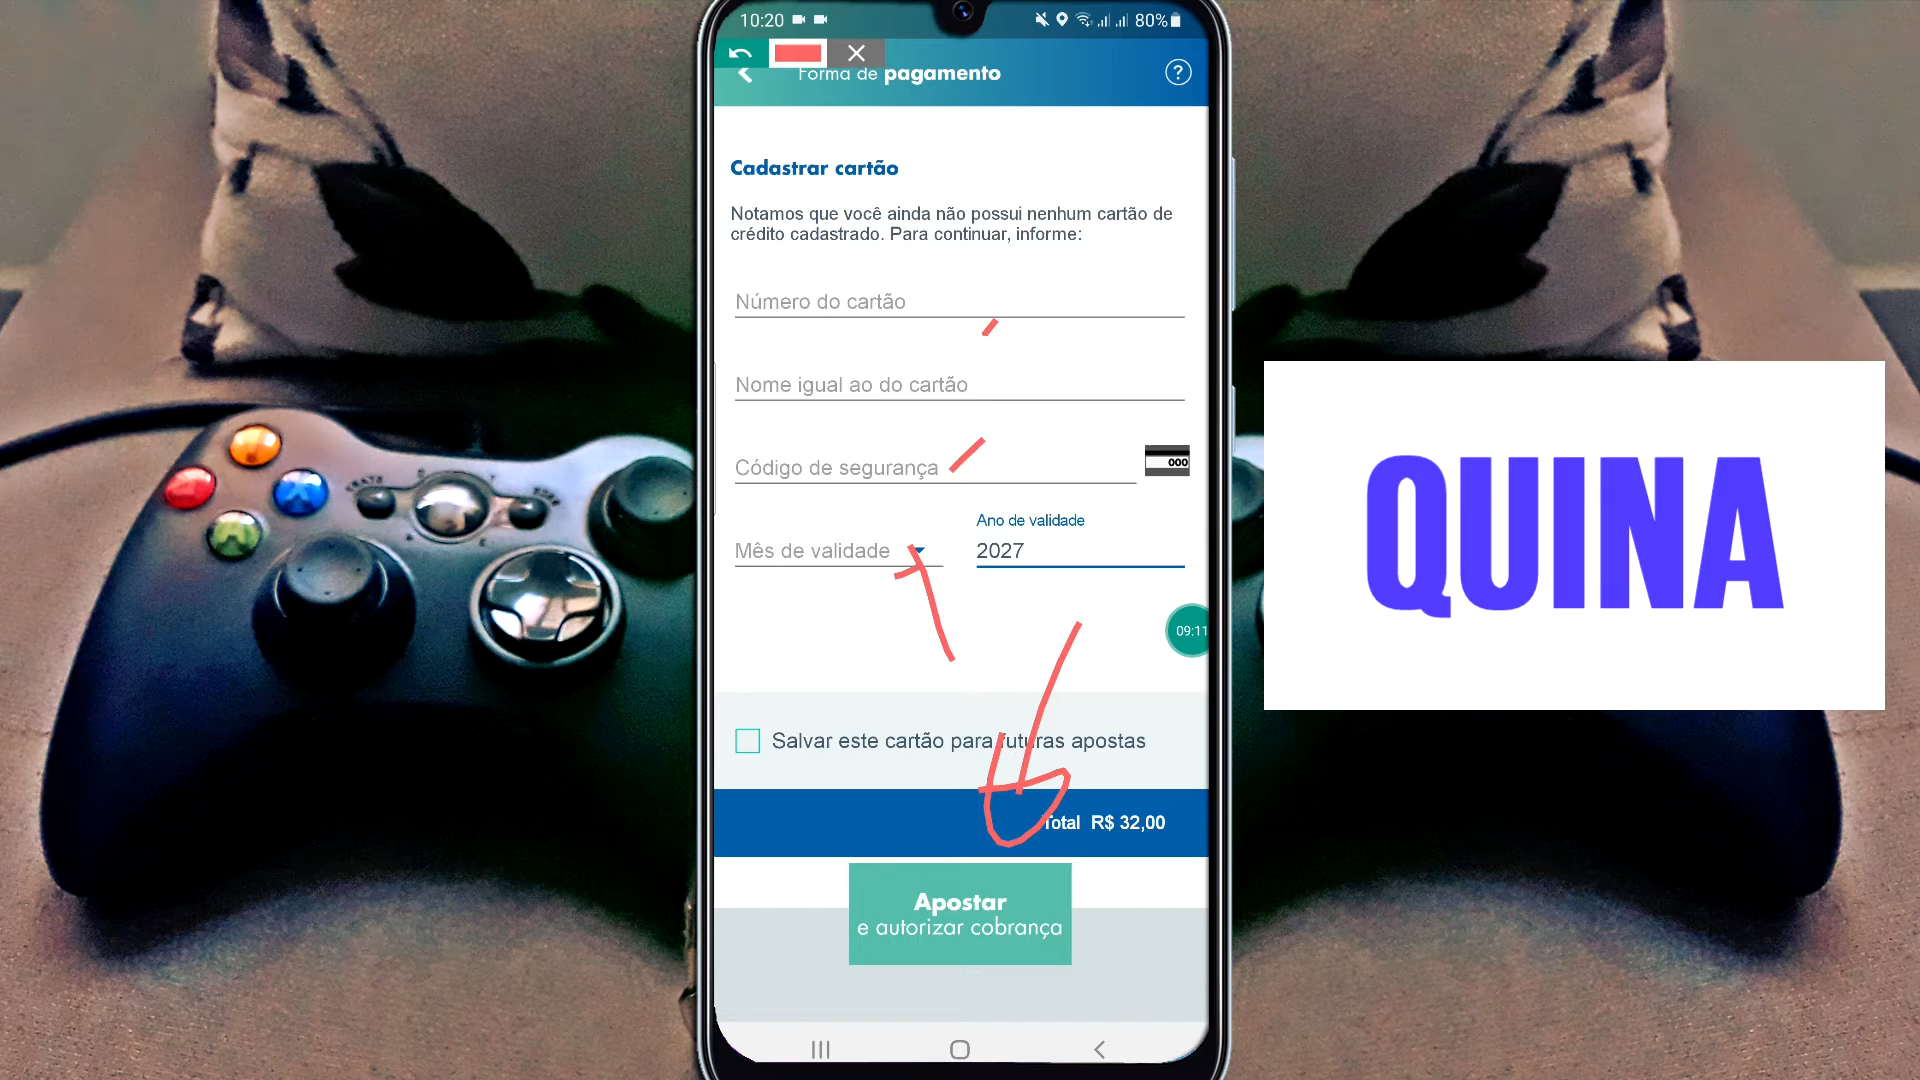 10:20
80%
Forma de pagamento
?
Cadastrar cartão
Notamos que você ainda não possui nenhum cartão de
crédito cadastrado. Para continuar, informe:
Número do cartão
Nome igual ao do cartão
Código de segurança
000
Mês de validade
Ano de validade
2027
09:11
Salvar este cartão para futuras apostas
Total R$ 32,00
Apostar
e autorizar cobrança
QUINA